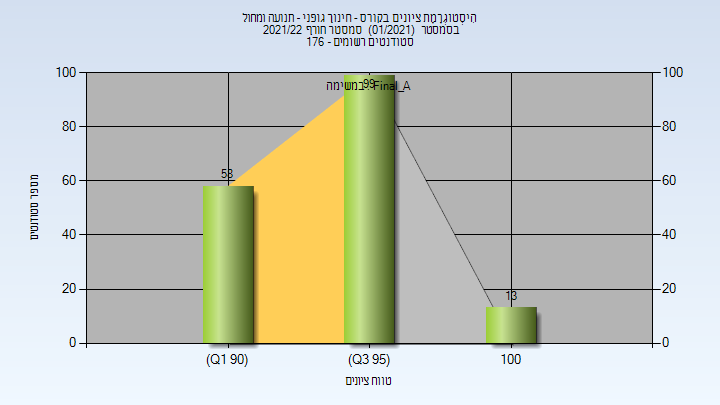 היסטוגרמת ציונים בקורס - חינוך גופני - תנועה ומחול
בסמסטר (01/2021) סמסטר חורף 2021/22
סטודנטים רשומים - 176
במשימה: Final_A
100
80
60
40
20
0
100
80
60
40
20
0
58
99
13
מספר סטודנטים
(Q1 90)
(Q3 95)
100
טווח ציונים